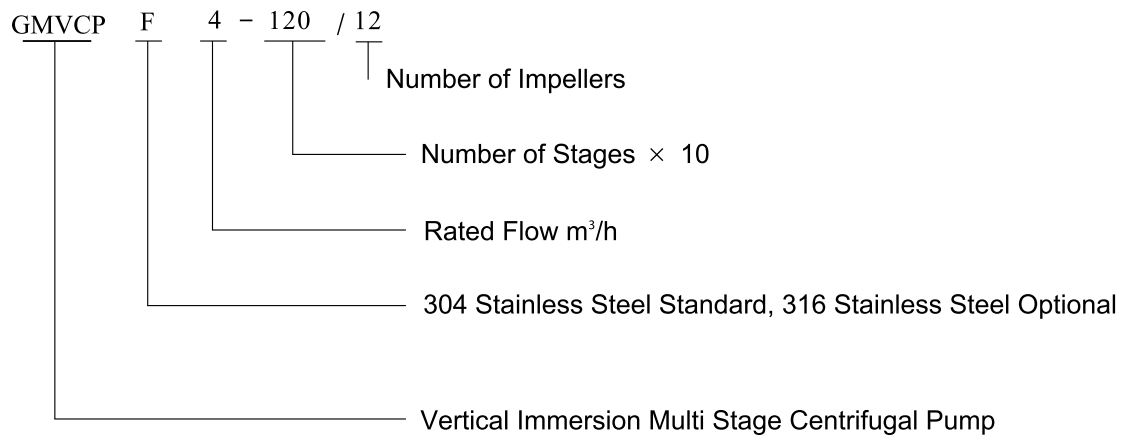 GMVCP F 4 - 120 / 12
Number of Impellers
Number of Stages × 10
Rated Flow m³/h
304 Stainless Steel Standard, 316 Stainless Steel Optional
Vertical Immersion Multi Stage Centrifugal Pump